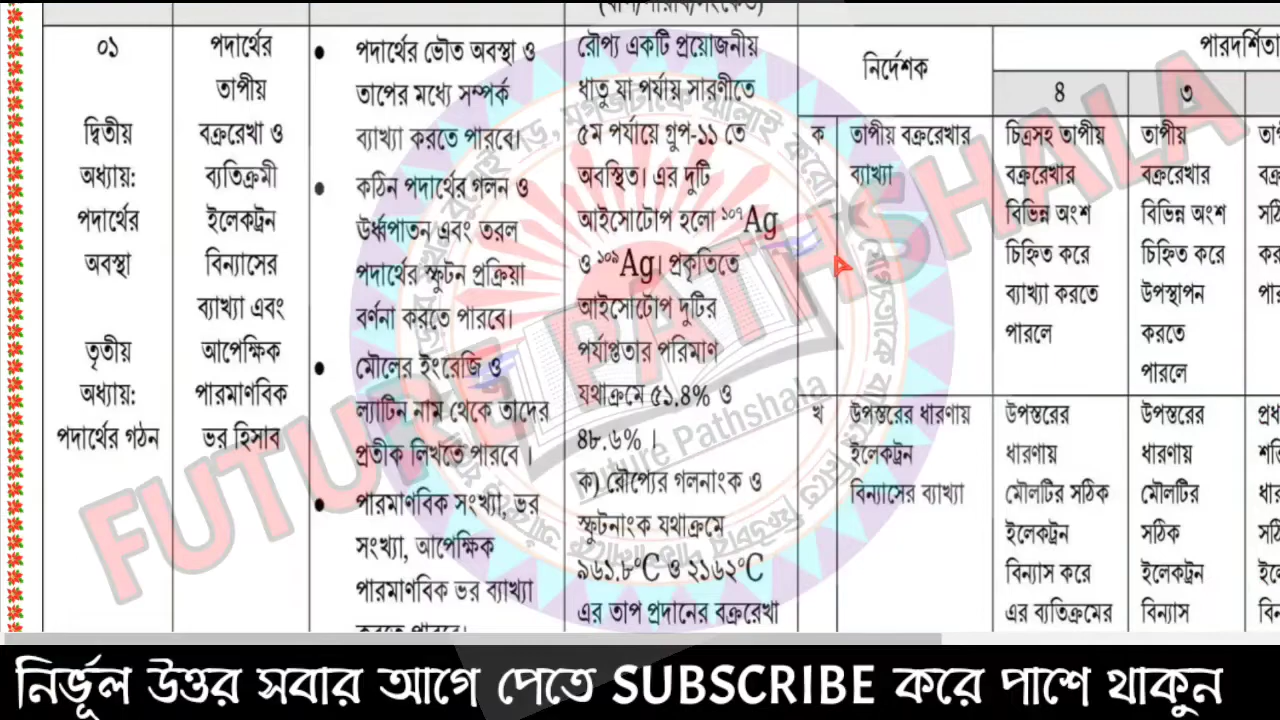 (ধাপ/পরিধি/সংকেত)
০১
দ্বিতীয়
অধ্যায়:
পদার্থের
অবস্থা
তৃতীয়
অধ্যায়:
পদার্থের গঠন
পদার্থের
তাপীয়
বক্ররেখা ও
ব্যতিক্রমী
ইলেকট্রন
বিন্যাসের
ব্যাখ্যা এবং
আপেক্ষিক
পারমাণবিক
ভর হিসাব
• পদার্থের ভৌত অবস্থা ও
তাপের মধ্যে সম্পর্ক
ব্যাখ্যা করতে পারবে।
• কঠিন পদার্থের গলন ও
ঊর্ধ্বপাতন এবং তরল
পদার্থের স্ফুটন প্রক্রিয়া
বর্ণনা করতে পারবে।
• মৌলের ইংরেজি ও
ল্যাটিন নাম থেকে তাদের
প্রতীক লিখতে পারবে ।
• পারমাণবিক সংখ্যা, ভর
সংখ্যা, আপেক্ষিক
পারমাণবিক ভর ব্যাখ্যা
করতে পারবে।
রৌপ্য একটি প্রয়োজনীয়
ধাতু যা পর্যায় সারণীতে
৫ম পর্যায়ে গ্রুপ-১১ তে
অবস্থিত। এর দুটি
আইসোটোপ হলো ¹⁰⁷Ag
ও ¹⁰⁹Ag। প্রকৃতিতে
আইসোটোপ দুটির
পর্যাপ্ততার পরিমাণ
যথাক্রমে ৫১.৪% ও
৪৮.৬% ।
ক) রৌপ্যের গলনাংক ও
স্ফুটনাংক যথাক্রমে
৯৬১.৮°C ও ২১৬২°C
এর তাপ প্রদানের বক্ররেখা
নির্দেশক
পারদর্শিতা
৪
৩
ক
তাপীয় বক্ররেখার
ব্যাখ্যা
চিত্রসহ তাপীয়
বক্ররেখার
বিভিন্ন অংশ
চিহ্নিত করে
ব্যাখ্যা করতে
পারলে
তাপীয়
বক্ররেখার
বিভিন্ন অংশ
চিহ্নিত করে
উপস্থাপন
করতে
পারলে
খ
উপস্তরের ধারণায়
ইলেকট্রন
বিন্যাসের ব্যাখ্যা
উপস্তরের
ধারণায়
মৌলটির সঠিক
ইলেকট্রন
বিন্যাস করে
এর ব্যতিক্রমের
উপস্তরের
ধারণায়
মৌলটির
সঠিক
ইলেকট্রন
বিন্যাস
FUTURE PATHSHALA
Future Pathshala
নির্ভূল উত্তর সবার আগে পেতে SUBSCRIBE করে পাশে থাকুন